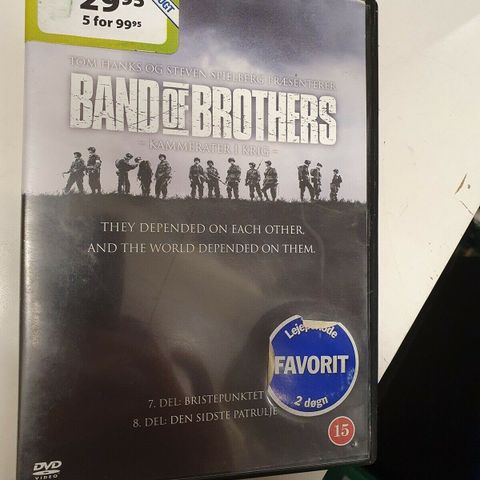 29 95
5 for 99 95
TOM HANKS OG STEVEN SPIELBERG PRÆSENTERER
BAND OF BROTHERS
- KAMMERATER I KRIG -
THEY DEPENDED ON EACH OTHER,
AND THE WORLD DEPENDED ON THEM.
FAVORIT
2 døgn
7. DEL: BRISTEPUNKTET
8. DEL: DEN SIDSTE PATRULJE
15
DVD
VIDEO